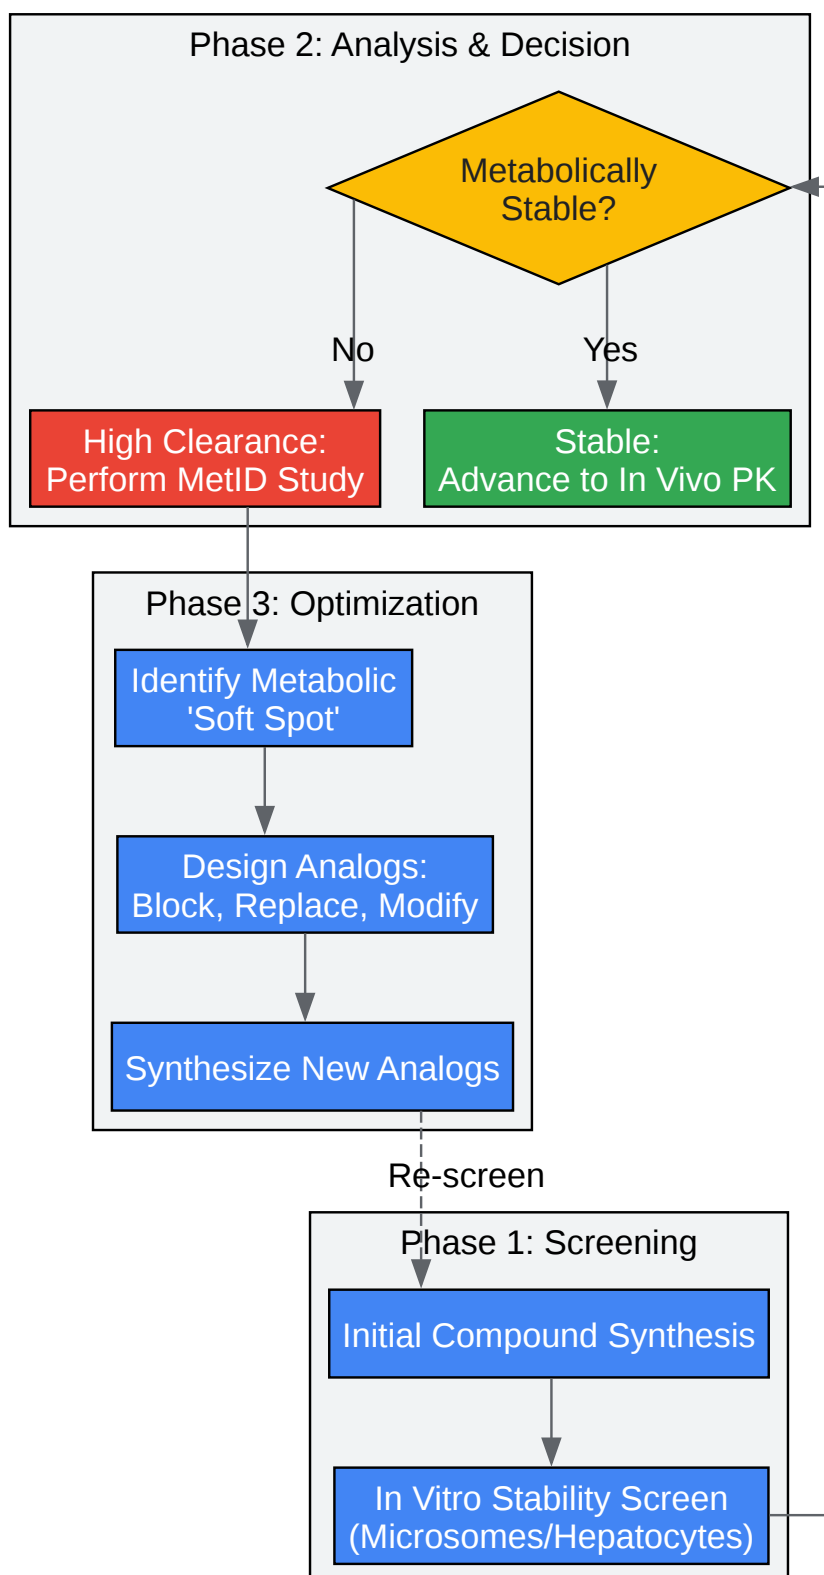 Phase 2: Analysis & Decision
Metabolically
Stable?
No
Yes
High Clearance:
Perform MetID Study
Stable:
Advance to In Vivo PK
Phase 3: Optimization
Identify Metabolic
'Soft Spot'
Design Analogs:
Block, Replace, Modify
Synthesize New Analogs
Re-screen
Phase 1: Screening
Initial Compound Synthesis
In Vitro Stability Screen
(Microsomes/Hepatocytes)